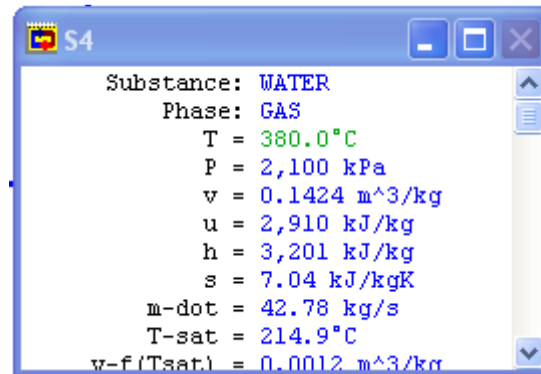 S4
Substance: WATER
Phase: GAS
T = 380.0°C
P = 2,100 kPa
v = 0.1424 m^3/kg
u = 2,910 kJ/kg
h = 3,201 kJ/kg
s = 7.04 kJ/kgK
m-dot = 42.78 kg/s
T-sat = 214.9°C
v-f(Tsat) = 0.0012 m^3/kg